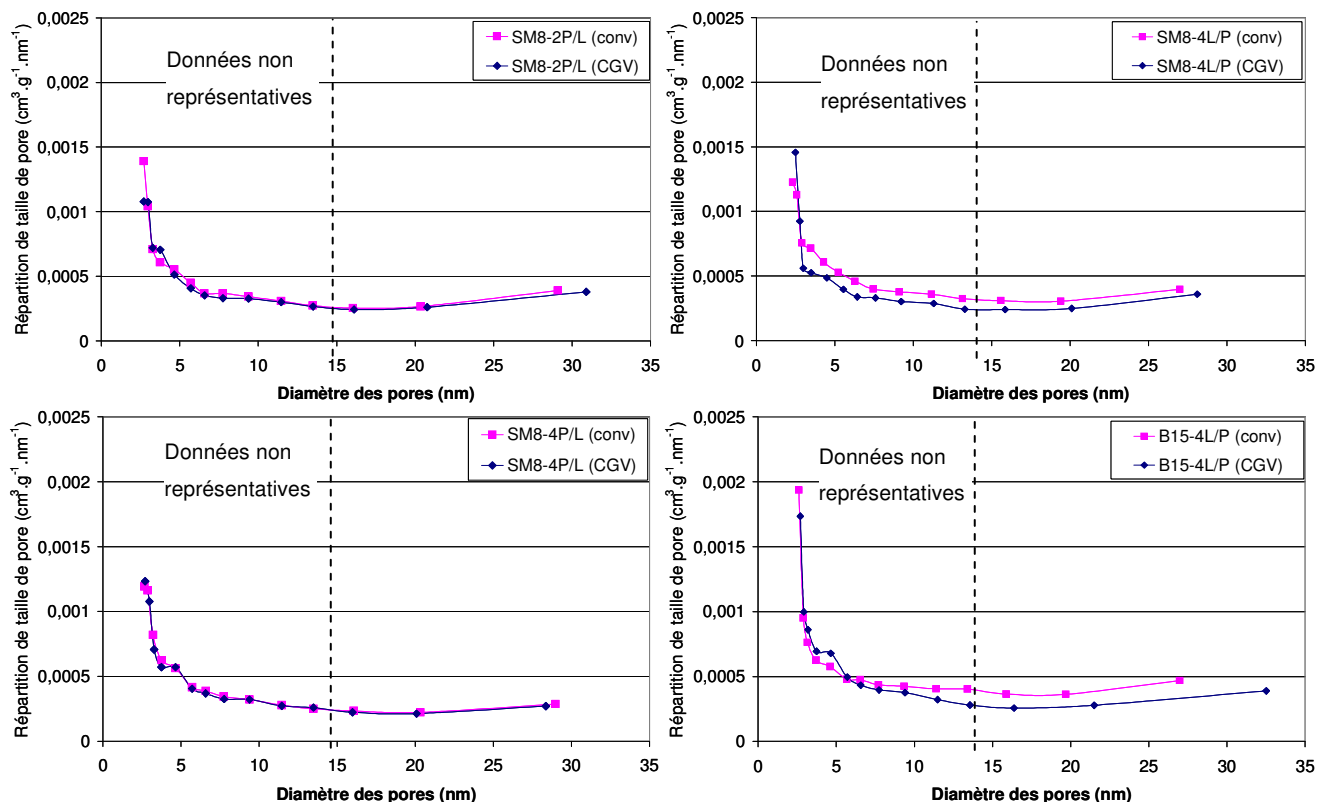 Répartition de taille de pore (cm³.g⁻¹.nm⁻¹)
0,0025
0,002
0,0015
0,001
0,0005
0
Données non
représentatives
SM8-2P/L (conv)
SM8-2P/L (CGV)
0 5 10 15 20 25 30 35
Diamètre des pores (nm)
Répartition de taille de pore (cm³.g⁻¹.nm⁻¹)
0,0025
0,002
0,0015
0,001
0,0005
0
Données non
représentatives
SM8-4L/P (conv)
SM8-4L/P (CGV)
0 5 10 15 20 25 30 35
Diamètre des pores (nm)
Répartition de taille de pore (cm³.g⁻¹.nm⁻¹)
0,0025
0,002
0,0015
0,001
0,0005
0
Données non
représentatives
SM8-4P/L (conv)
SM8-4P/L (CGV)
0 5 10 15 20 25 30 35
Diamètre des pores (nm)
Répartition de taille de pore (cm³.g⁻¹.nm⁻¹)
0,0025
0,002
0,0015
0,001
0,0005
0
Données non
représentatives
B15-4L/P (conv)
B15-4L/P (CGV)
0 5 10 15 20 25 30 35
Diamètre des pores (nm)